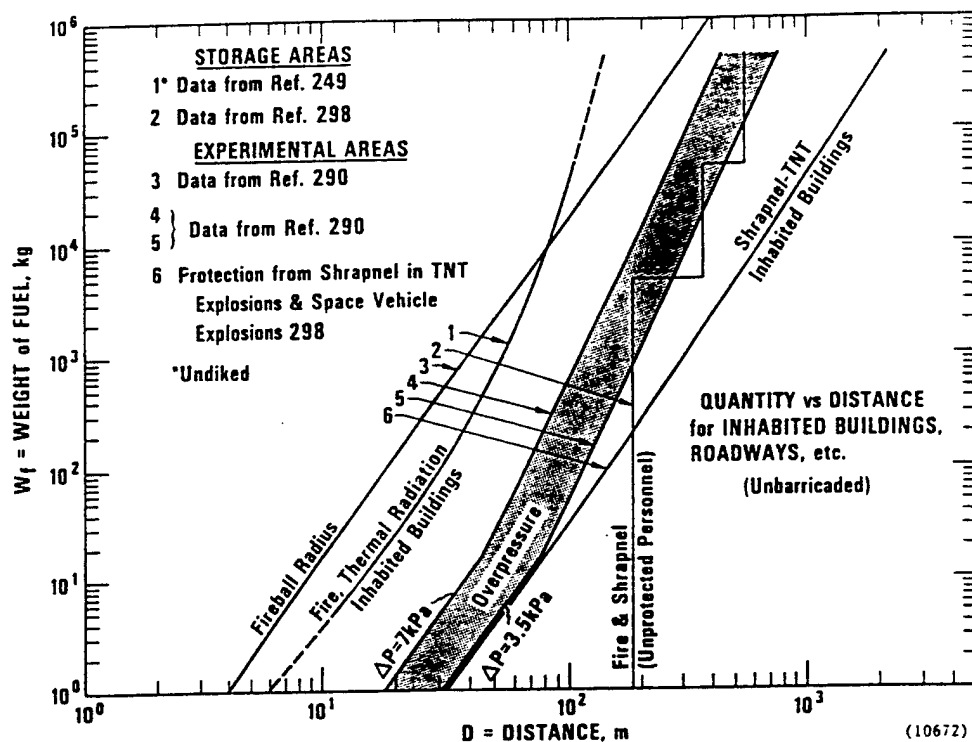 10⁶
10⁵
10⁴
10³
10²
10¹
10⁰
W_f = WEIGHT of FUEL, kg
STORAGE AREAS
1* Data from Ref. 249
2 Data from Ref. 298
EXPERIMENTAL AREAS
3 Data from Ref. 290
4
5 } Data from Ref. 290
6 Protection from Shrapnel in TNT
Explosions & Space Vehicle
Explosions 298
*Undiked
1
2
3
4
5
6
Fireball Radius
Fire, Thermal Radiation
Inhabited Buildings
Overpressure
ΔP=7kPa
ΔP=3.5kPa
Fire & Shrapnel
(Unprotected Personnel)
Shrapnel-TNT
Inhabited Buildings
QUANTITY vs DISTANCE
for INHABITED BUILDINGS,
ROADWAYS, etc.
(Unbarricaded)
10⁰
10¹
10²
10³
D = DISTANCE, m
(10672)